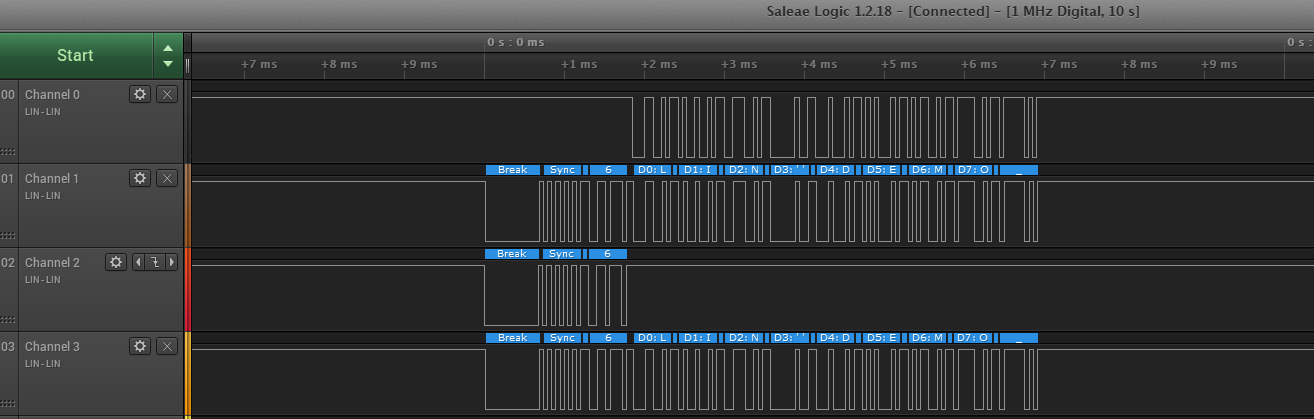 Saleae Logic 1.2.18 - [Connected] - [1 MHz Digital, 10 s]
Start
0 s : 0 ms
0 s :
+7 ms +8 ms +9 ms +1 ms +2 ms +3 ms +4 ms +5 ms +6 ms +7 ms +8 ms +9 ms
00 Channel 0
LIN - LIN
Break Sync 6 D0: L D1: I D2: N D3: ' ' D4: D D5: E D6: M D7: O _
01 Channel 1
LIN - LIN
Break Sync 6
02 Channel 2
LIN - LIN
Break Sync 6 D0: L D1: I D2: N D3: ' ' D4: D D5: E D6: M D7: O _
03 Channel 3
LIN - LIN